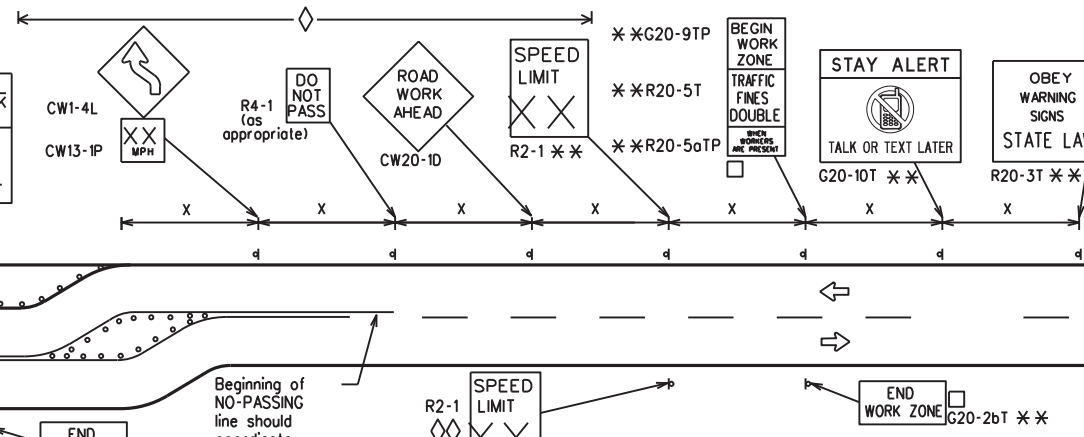 CW1-4L
CW13-1P
XX
MPH
R4-1
(as
appropriate)
DO
NOT
PASS
ROAD
WORK
AHEAD
CW20-1D
SPEED
LIMIT
XX
R2-1 **
**G20-9TP
**R20-5T
**R20-5aTP
BEGIN
WORK
ZONE
TRAFFIC
FINES
DOUBLE
WHEN
WORKERS
ARE PRESENT
STAY ALERT
TALK OR TEXT LATER
G20-10T **
OBEY
WARNING
SIGNS
STATE LA
R20-3T **
X
X
X
X
X
X
X
Beginning of
NO-PASSING
line should
R2-1
SPEED
LIMIT
END
WORK ZONE
G20-2bT **
END